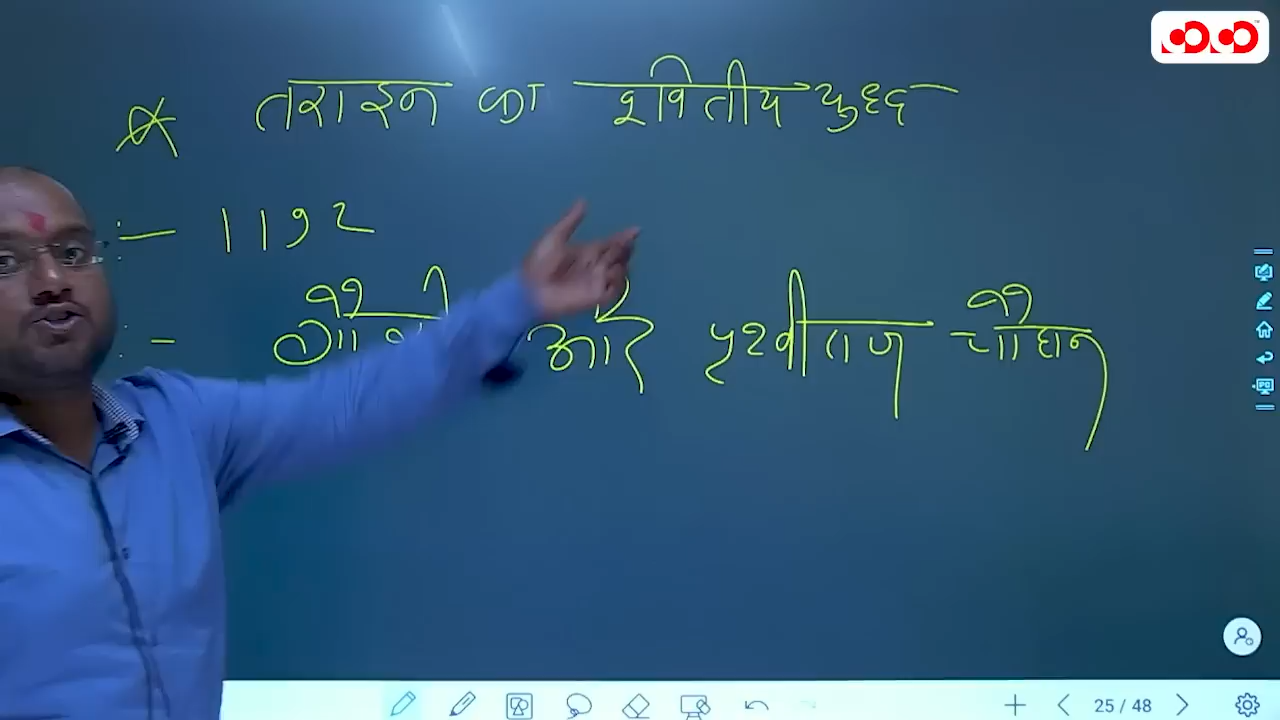 तराइन का द्वितीय युद्ध
:- 1192
:- और पृथ्वीराज चौहान
25 / 48